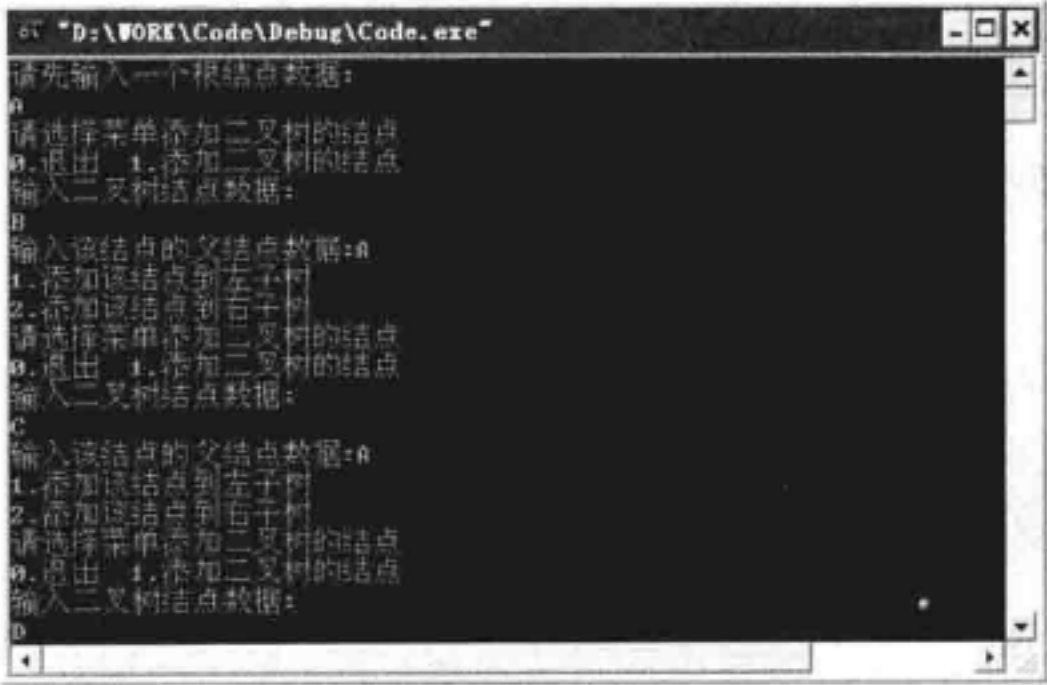 "D:\WORK\Code\Debug\Code.exe"
请先输入一个根结点数据:
A
请选择菜单添加二叉树的结点
0.退出 1.添加二叉树的结点
输入二叉树结点数据:
B
输入该结点的父结点数据:A
1.添加该结点到左子树
2.添加该结点到右子树
请选择菜单添加二叉树的结点
0.退出 1.添加二叉树的结点
输入二叉树结点数据:
C
输入该结点的父结点数据:A
1.添加该结点到左子树
2.添加该结点到右子树
请选择菜单添加二叉树的结点
0.退出 1.添加二叉树的结点
输入二叉树结点数据:
D